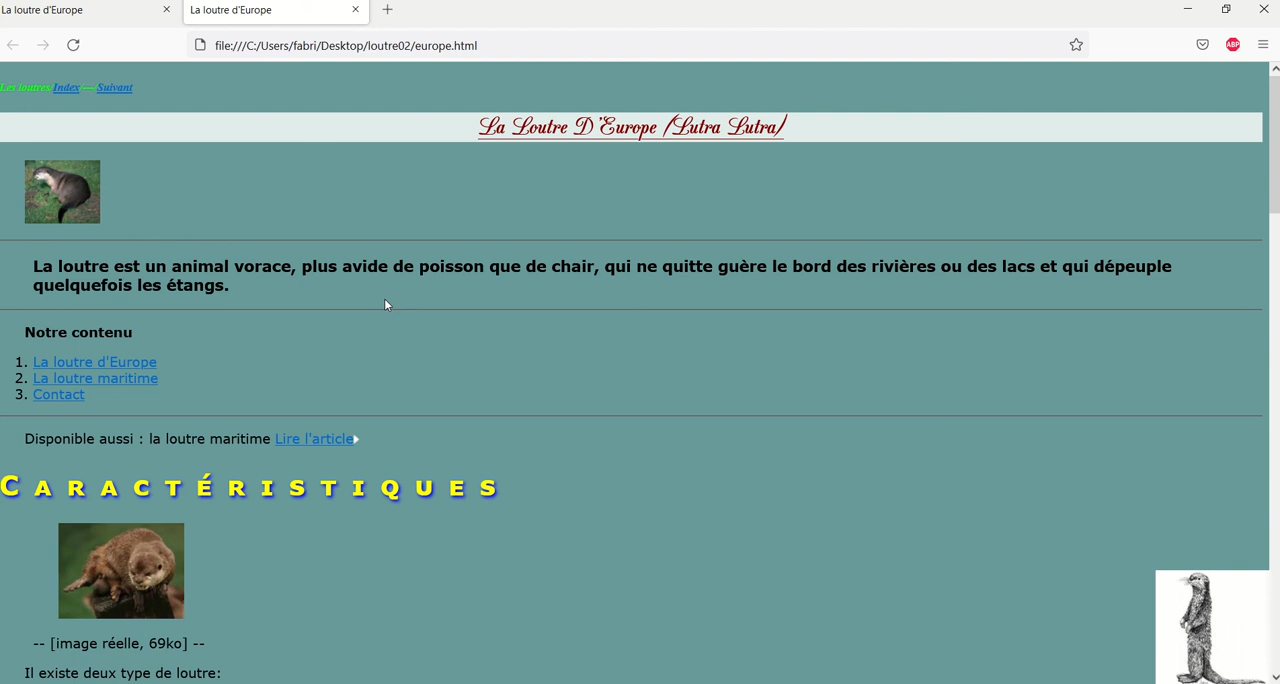 La loutre d'Europe
La loutre d'Europe
file:///C:/Users/fabri/Desktop/loutre02/europe.html
ABP
Les loutres Index — Suivant
La Loutre D'Europe (Lutra Lutra)
La loutre est un animal vorace, plus avide de poisson que de chair, qui ne quitte guère le bord des rivières ou des lacs et qui dépeuple
quelquefois les étangs.
Notre contenu
1. La loutre d'Europe
2. La loutre maritime
3. Contact
Disponible aussi : la loutre maritime Lire l'article
CARACTÉRISTIQUES
-- [image réelle, 69ko] --
Il existe deux type de loutre: